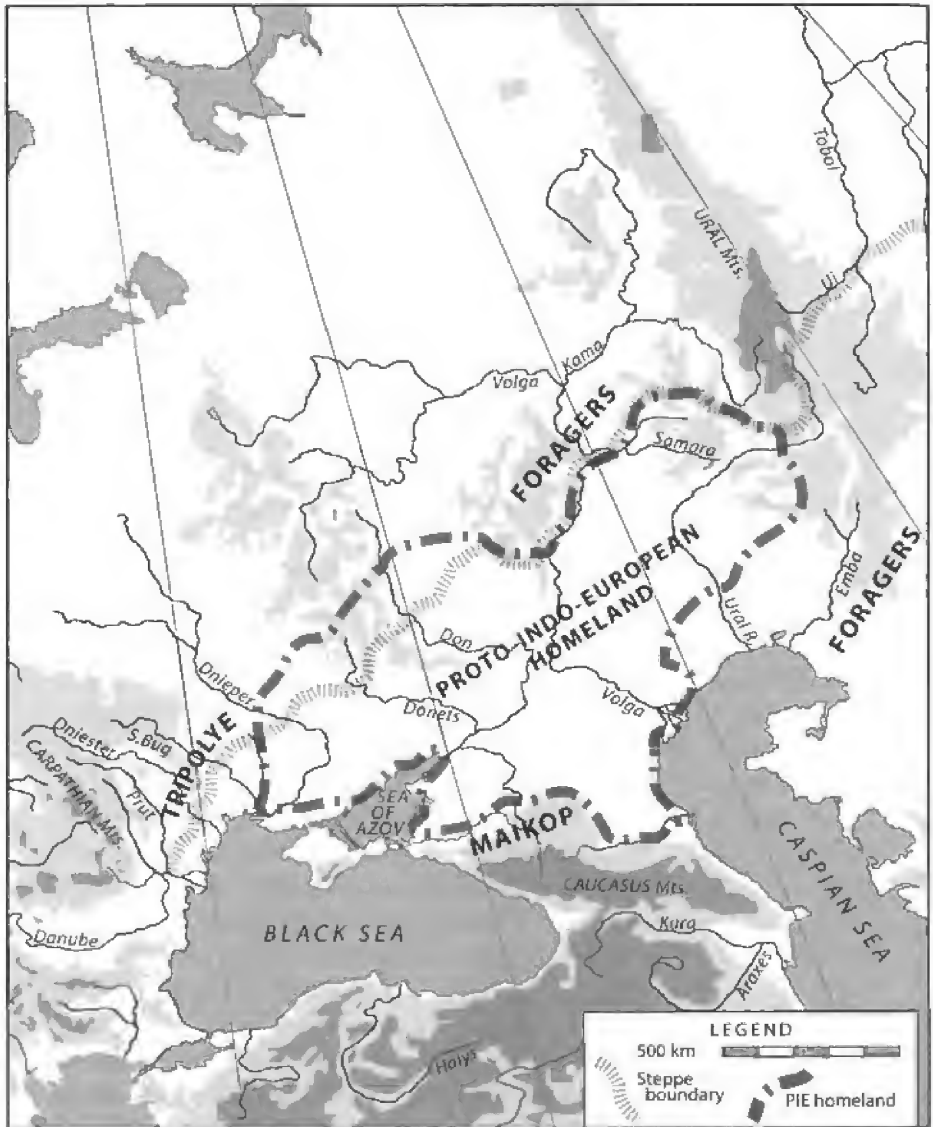 Tobol
URAL Mts.
Ui
Kama
Volga
FORAGERS
Samara
PROTO-INDO-EUROPEAN
HOMELAND
Emba
FORAGERS
Ural R.
Don
Dnieper
Donets
Volga
TRIPOLYE
S.Bug
Dniester
CARPATHIAN Mts.
Prut
SEA
OF
AZOV
MAIKOP
CAUCASUS Mts.
CASPIAN SEA
BLACK SEA
Danube
Kura
Araxes
Halys
LEGEND
500 km
Steppe
boundary
PIE homeland